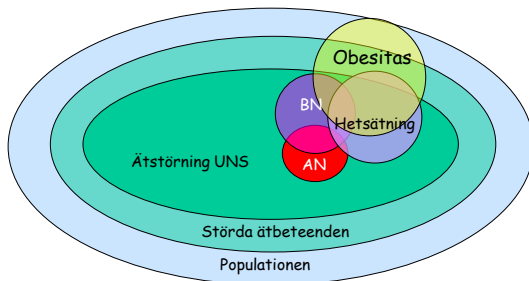 Obesitas
BN
Hetsätning
Ätstörning UNS
AN
Störda ätbeteenden
Populationen